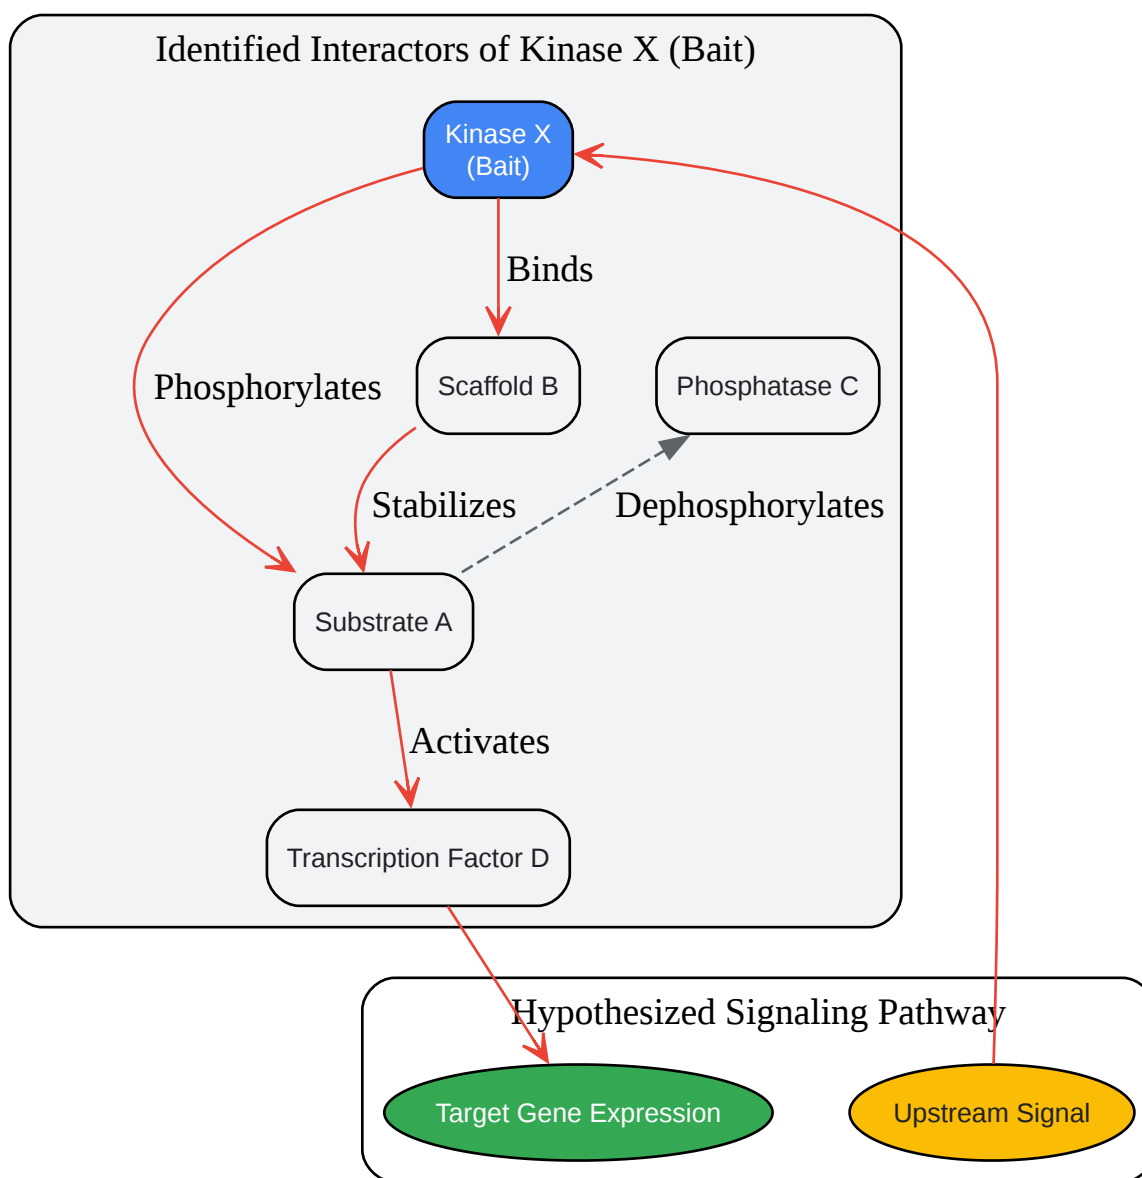 Identified Interactors of Kinase X (Bait)
Kinase X
(Bait)
Binds
Phosphorylates
Scaffold B
Phosphatase C
Stabilizes
Dephosphorylates
Substrate A
Activates
Transcription Factor D
Hypothesized Signaling Pathway
Target Gene Expression
Upstream Signal